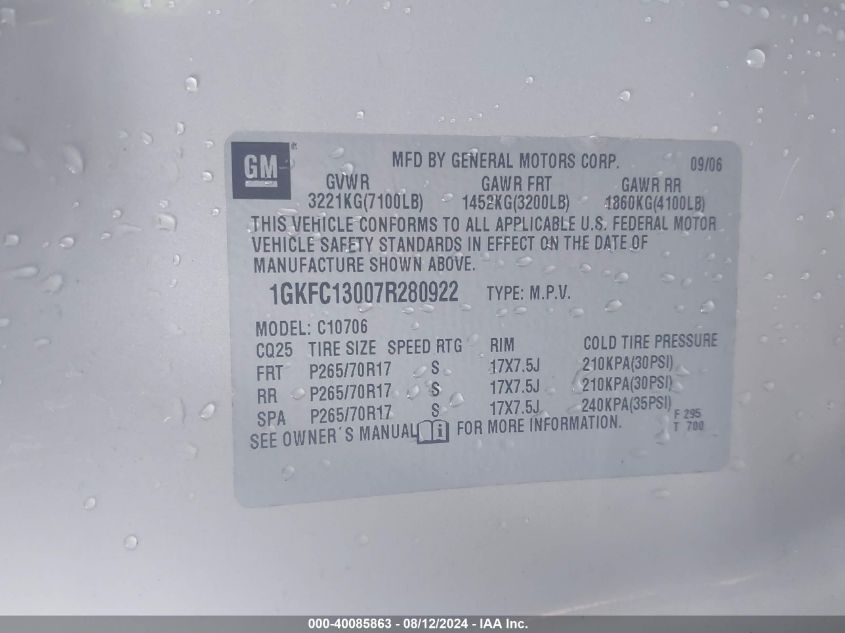 GM MFD BY GENERAL MOTORS CORP. 09/06
GVWR GAWR FRT GAWR RR
3221KG(7100LB) 1452KG(3200LB) 1860KG(4100LB)
THIS VEHICLE CONFORMS TO ALL APPLICABLE U.S. FEDERAL MOTOR
VEHICLE SAFETY STANDARDS IN EFFECT ON THE DATE OF
MANUFACTURE SHOWN ABOVE.
1GKFC13007R280922 TYPE: M.P.V.
MODEL: C10706
CQ25 TIRE SIZE SPEED RTG RIM COLD TIRE PRESSURE
FRT P265/70R17 S 17X7.5J 210KPA(30PSI)
RR P265/70R17 S 17X7.5J 210KPA(30PSI)
SPA P265/70R17 S 17X7.5J 240KPA(35PSI)
SEE OWNER'S MANUAL i FOR MORE INFORMATION.
F 295
T 700
000-40085863 - 08/12/2024 - IAA Inc.